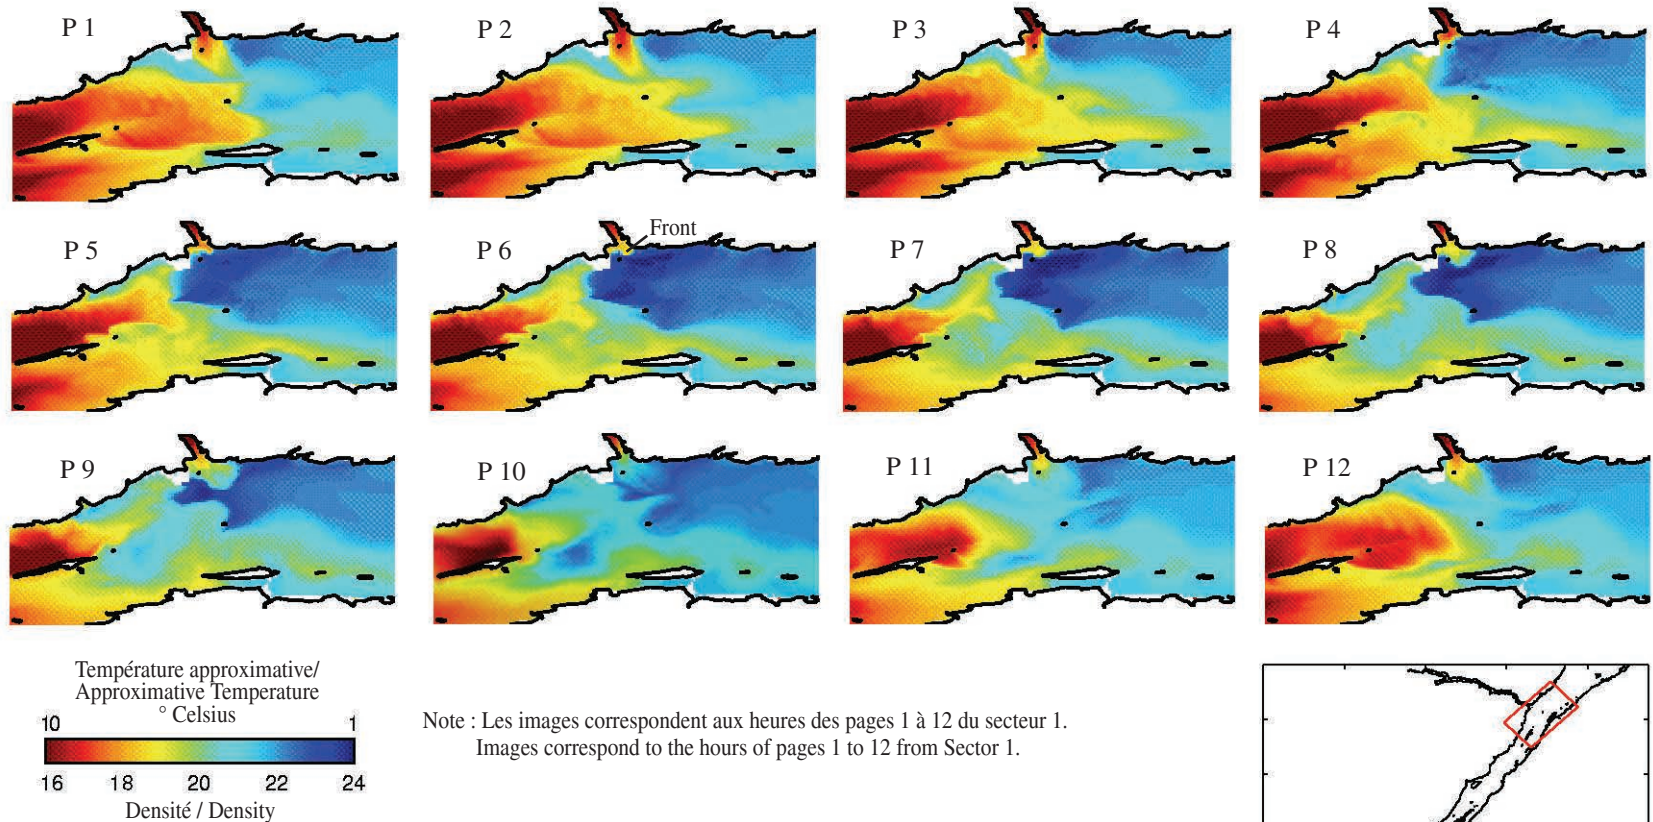 P 1
P 2
P 3
P 4
P 5
P 6
Front
P 7
P 8
P 9
P 10
P 11
P 12
Température approximative/
Approximative Temperature
° Celsius
10 1
16 18 20 22 24
Densité / Density
Note : Les images correspondent aux heures des pages 1 à 12 du secteur 1.
Images correspond to the hours of pages 1 to 12 from Sector 1.